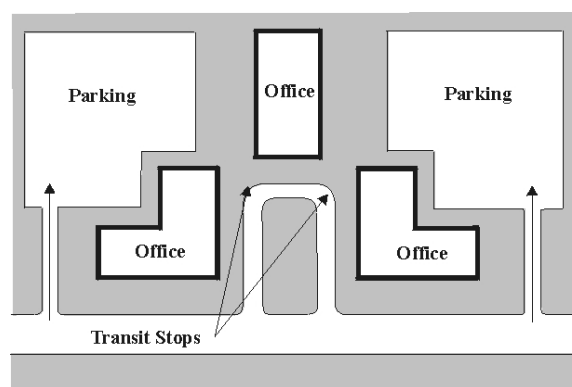 Parking
Office
Parking
Office
Office
Transit Stops